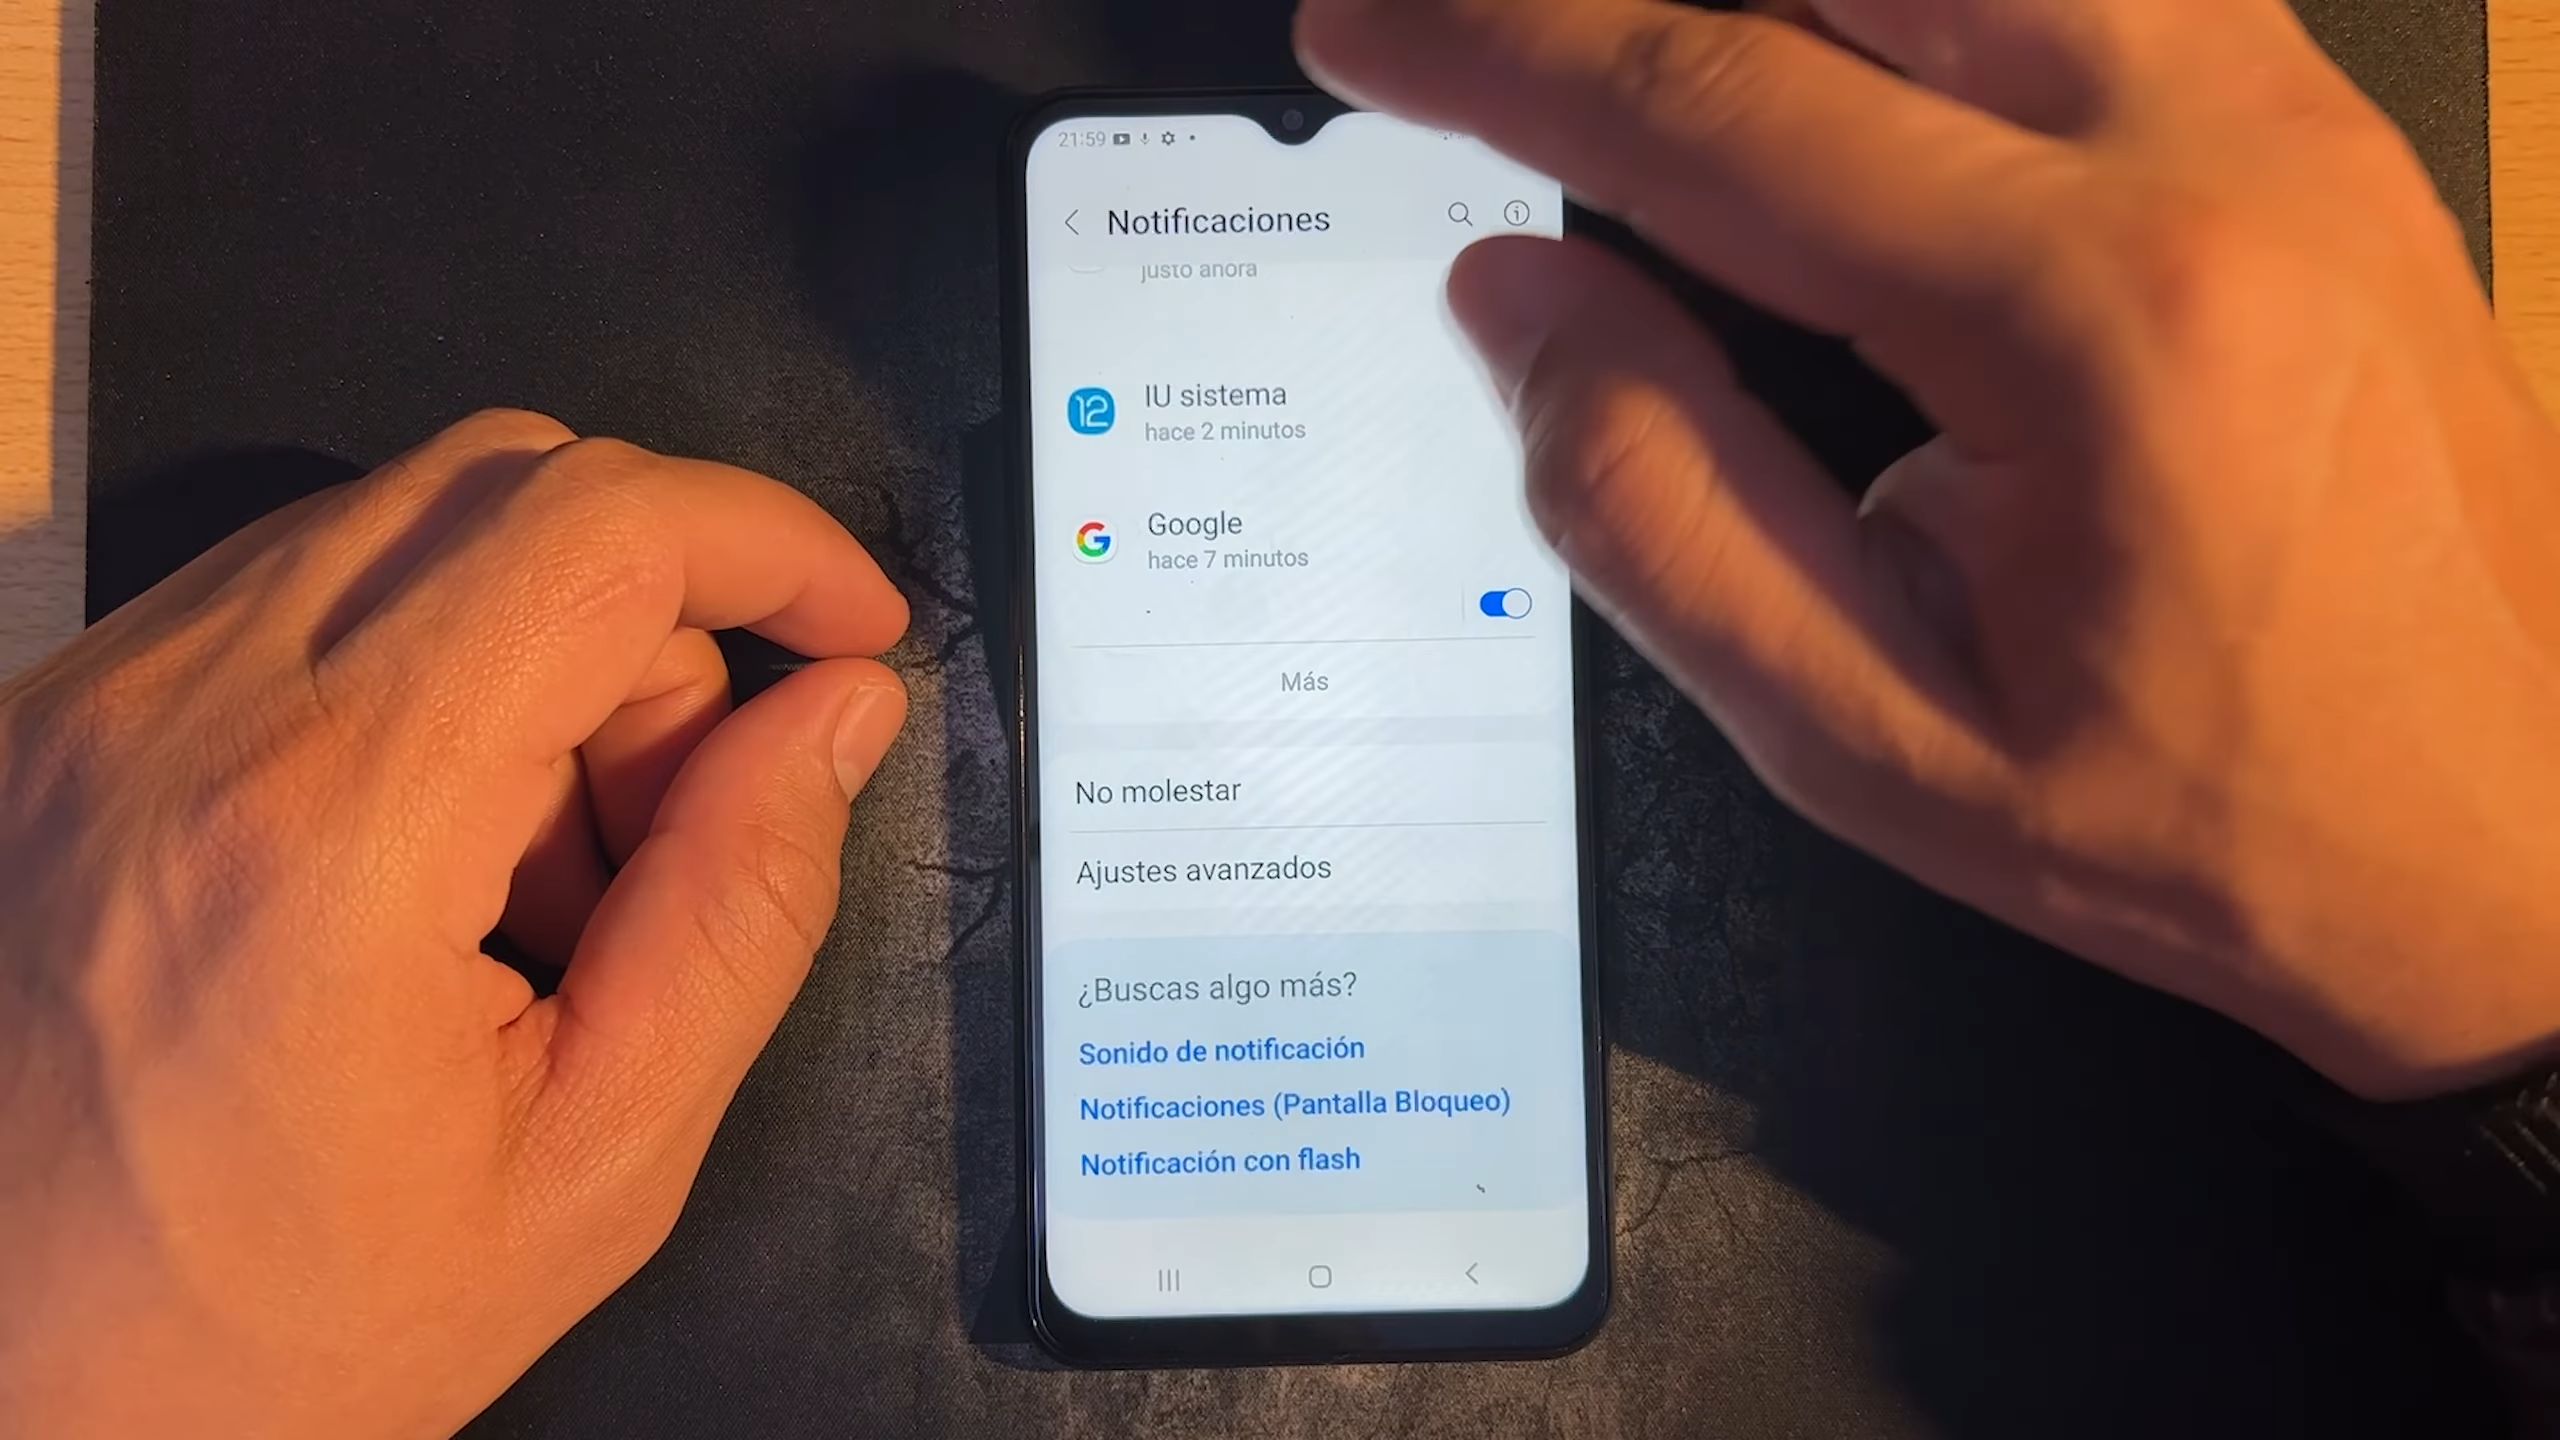 21:59
Notificaciones
justo ahora
12
IU sistema
hace 2 minutos
G
Google
hace 7 minutos
Más
No molestar
Ajustes avanzados
¿Buscas algo más?
Sonido de notificación
Notificaciones (Pantalla Bloqueo)
Notificación con flash